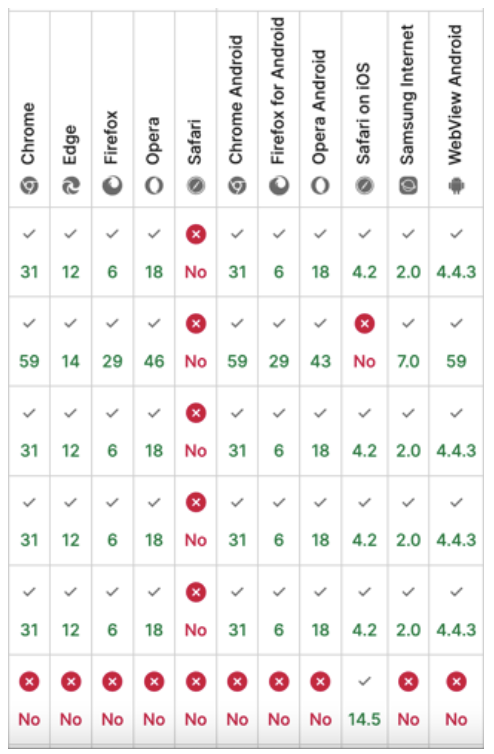 Chrome Edge Firefox Opera Safari Chrome Android Firefox for Android Opera Android Safari on iOS Samsung Internet WebView Android
31 12 6 18 No 31 6 18 4.2 2.0 4.4.3
59 14 29 46 No 59 29 43 No 7.0 59
31 12 6 18 No 31 6 18 4.2 2.0 4.4.3
31 12 6 18 No 31 6 18 4.2 2.0 4.4.3
31 12 6 18 No 31 6 18 4.2 2.0 4.4.3
No No No No No No No No 14.5 No No